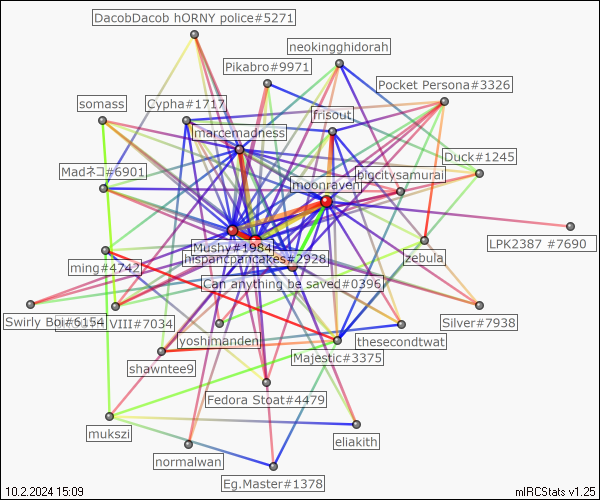 DacobDacob hORNY police#5271
neokingghidorah
Pikabro#9971
Pocket Persona#3326
somass
Cypha#1717
frisout
marcemadness
Duck#1245
Madネコ#6901
bigcitysamurai
moonraven
LPK2387 #7690
Mushy#1984
zebula
hispancpancakes#2928
ming#4742
Can anything be saved#0396
Swirly Boi#6154
VIII#7034
Silver#7938
yoshimanden
thesecondtwat
Majestic#3375
shawntee9
Fedora Stoat#4479
mukszi
eliakith
normalwan
Eg.Master#1378
10.2.2024 15:09
mIRCStats v1.25